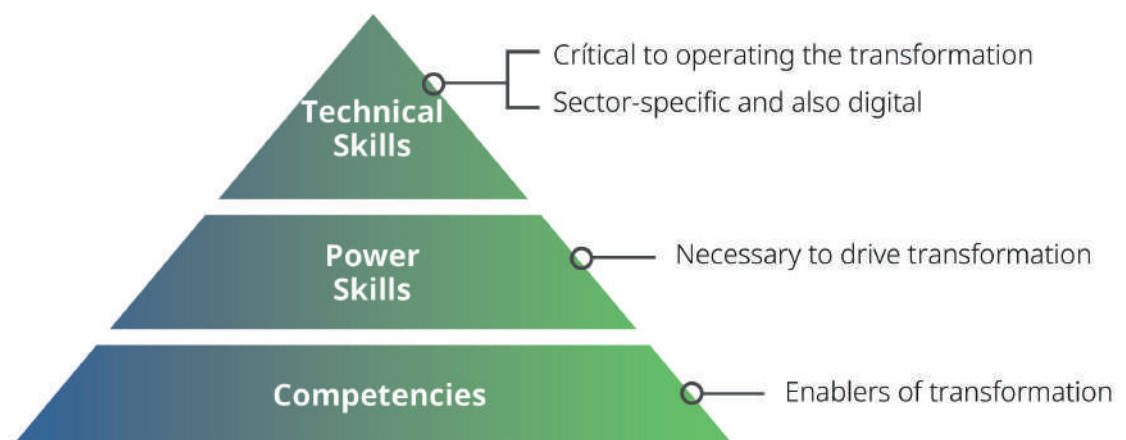 Crítical to operating the transformation
Sector-specific and also digital
Technical
Skills
Power
Skills
Necessary to drive transformation
Competencies
Enablers of transformation